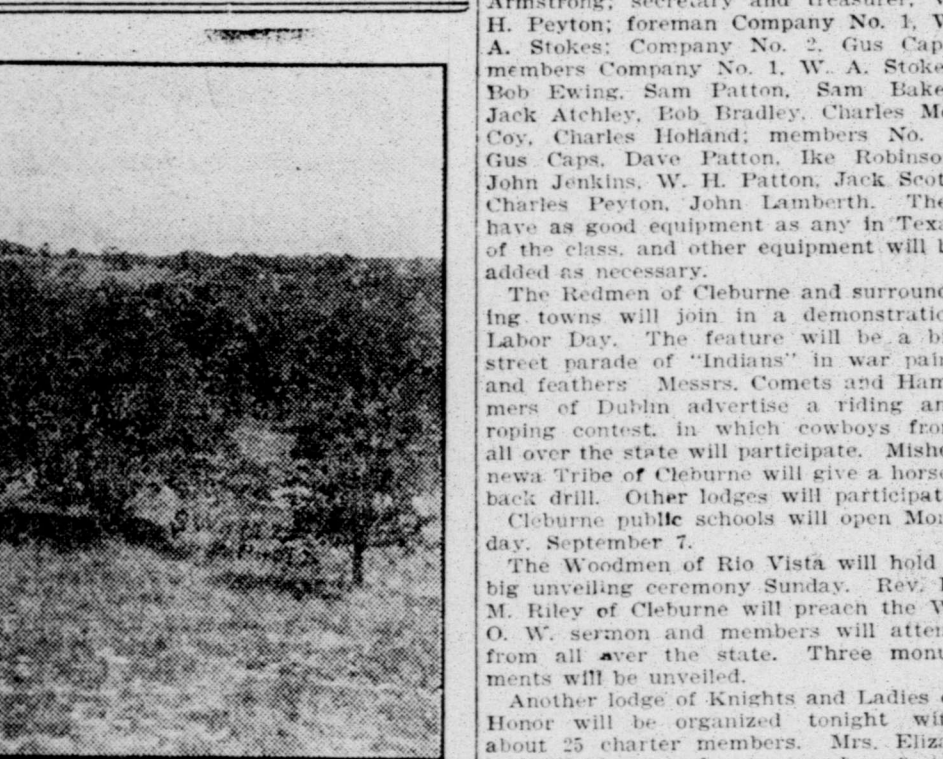 Armstrong; secretary and treasurer,
H. Peyton; foreman Company No. 1,
A. Stokes; Company No. 2, Gus Cap
members Company No. 1, W. A. Stoke
Bob Ewing, Sam Patton, Sam Bake
Jack Atchley, Bob Bradley, Charles Mc
Coy, Charles Holland; members No.
Gus Caps, Dave Patton, Ike Robinso
John Jenkins, W. H. Patton, Jack Scot
Charles Peyton, John Lamberth. The
have as good equipment as any in Texa
of the class, and other equipment will b
added as necessary.
The Redmen of Cleburne and surround
ing towns will join in a demonstratio
Labor Day. The feature will be a bi
street parade of "Indians" in war pain
and feathers Messrs. Comets and Ham
mers of Dublin advertise a riding an
roping contest, in which cowboys fro
all over the state will participate. Mishe
newa Tribe of Cleburne will give a horse
back drill. Other lodges will participat
Cleburne public schools will open Mon
day, September 7.
The Woodmen of Rio Vista will hold
big unveiling ceremony Sunday. Rev.
M. Riley of Cleburne will preach the W
O. W. sermon and members will atten
from all aver the state. Three monu
ments will be unveiled.
Another lodge of Knights and Ladies
Honor will be organized tonight wit
about 25 charter members. Mrs. Eliza